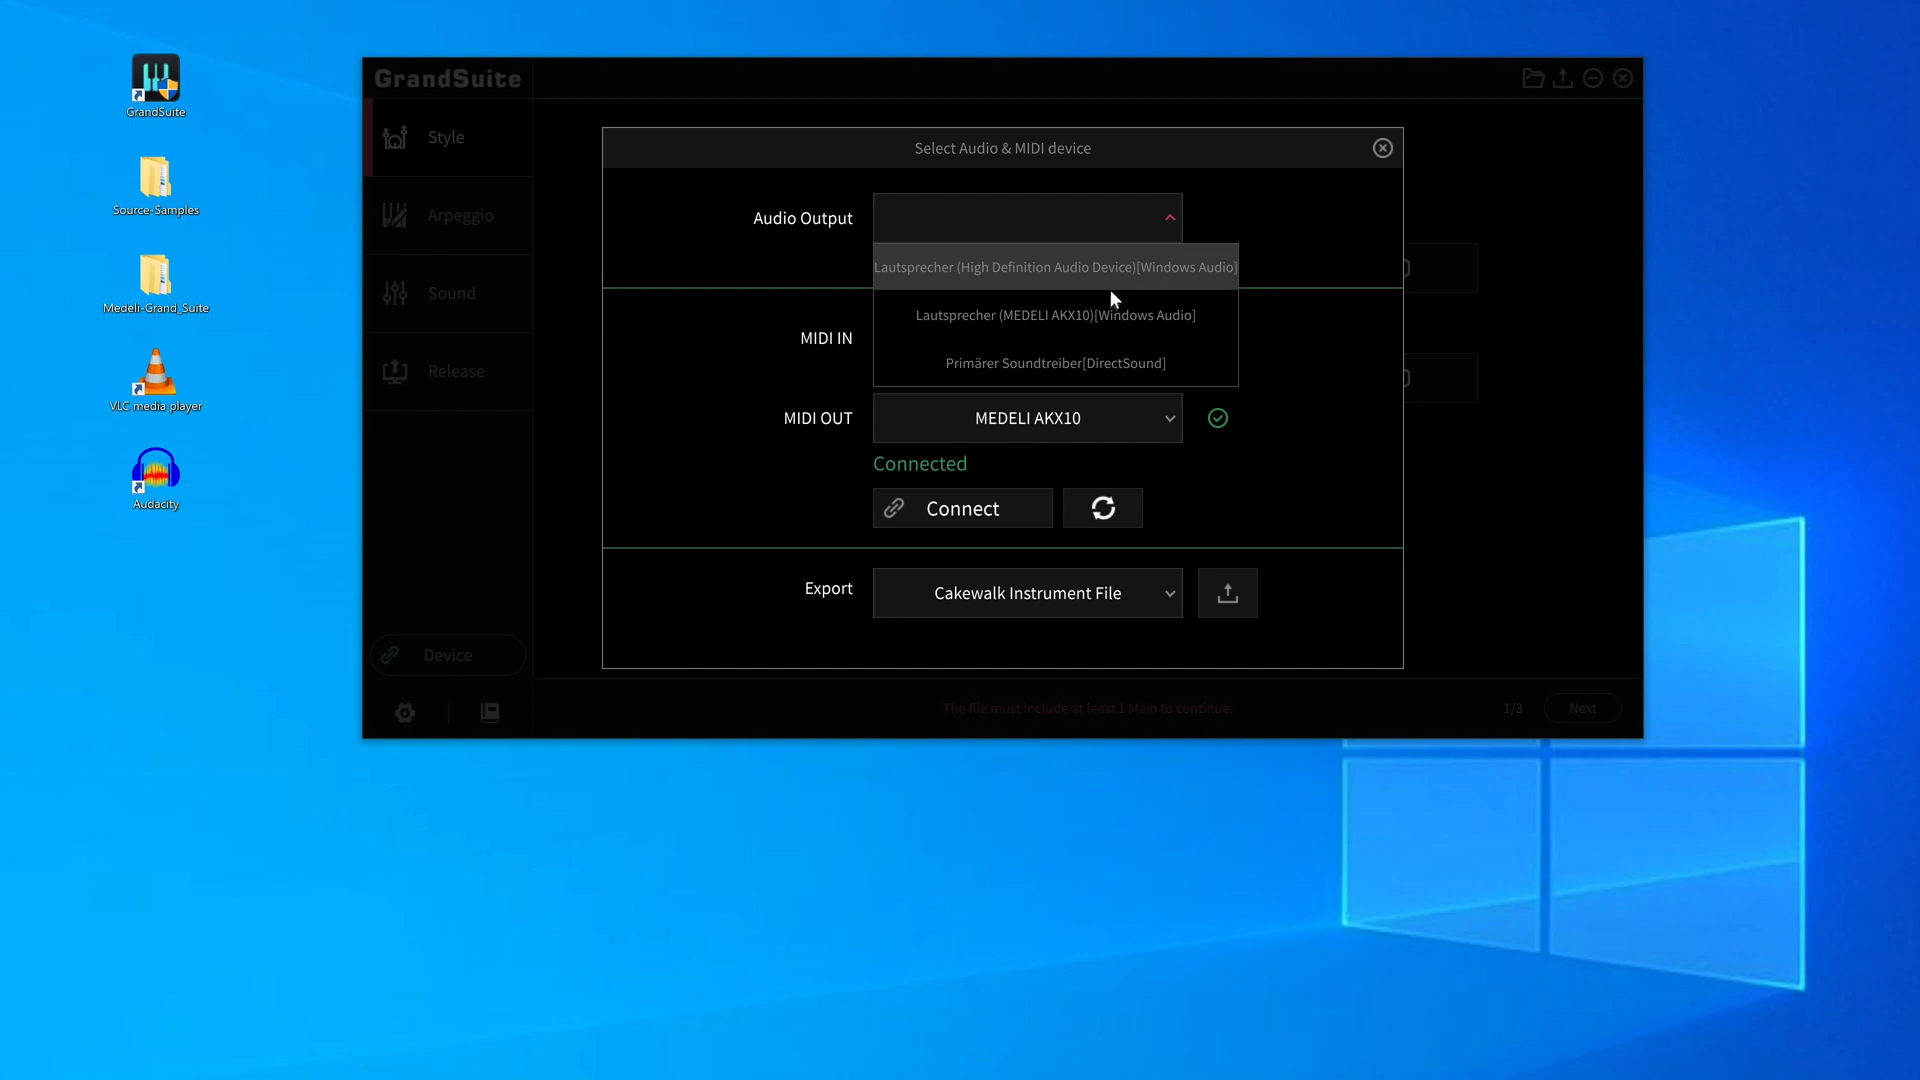 GrandSuite
GrandSuite
Source-Samples
Medeli-Grand_Suite
VLC media player
Audacity
Style
Arpeggio
Sound
Release
Device
Select Audio & MIDI device
Audio Output
Lautsprecher (High Definition Audio Device)[Windows Audio]
Lautsprecher (MEDELI AKX10)[Windows Audio]
Primärer Soundtreiber[DirectSound]
MIDI IN
MIDI OUT
MEDELI AKX10
Connected
Connect
Export
Cakewalk Instrument File
The file must include at least 1 Main to continue.
1/3
Next